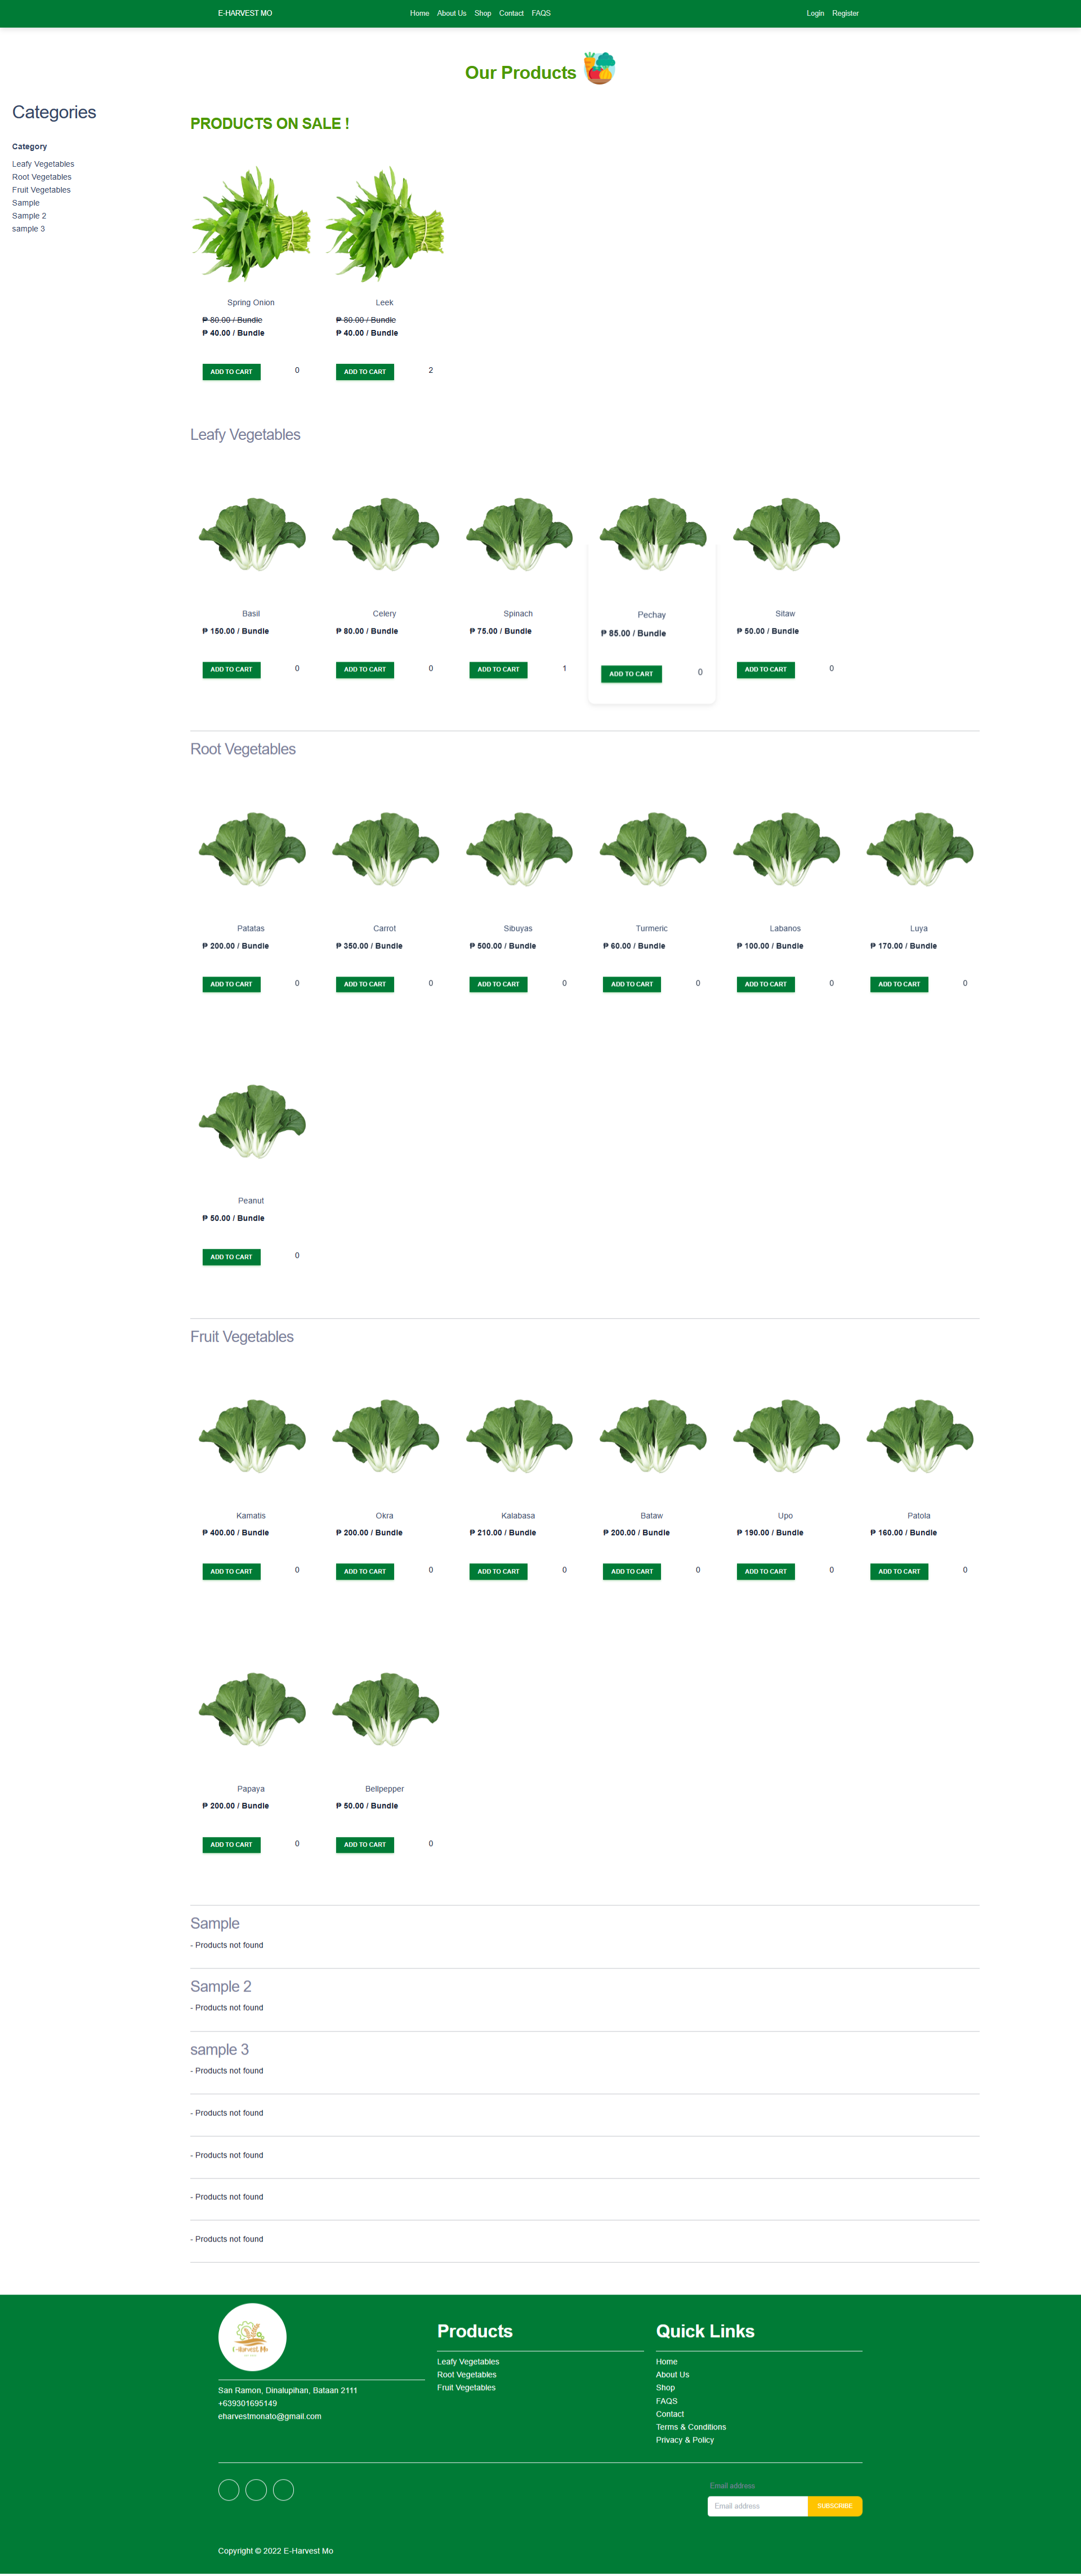 E-HARVEST MO
Home About Us Shop Contact FAQS
Login Register
Our Products
Categories
Category
Leafy Vegetables
Root Vegetables
Fruit Vegetables
Sample
Sample 2
sample 3
PRODUCTS ON SALE !
Spring Onion Leek
₱ 80.00 / Bundle ₱ 80.00 / Bundle
₱ 40.00 / Bundle ₱ 40.00 / Bundle
ADD TO CART 0 ADD TO CART 2
Leafy Vegetables
Basil Celery Spinach Pechay Sitaw
₱ 150.00 / Bundle ₱ 80.00 / Bundle ₱ 75.00 / Bundle ₱ 85.00 / Bundle ₱ 50.00 / Bundle
ADD TO CART 0 ADD TO CART 0 ADD TO CART 1 ADD TO CART 0 ADD TO CART 0
Root Vegetables
Patatas Carrot Sibuyas Turmeric Labanos Luya
₱ 200.00 / Bundle ₱ 350.00 / Bundle ₱ 500.00 / Bundle ₱ 60.00 / Bundle ₱ 100.00 / Bundle ₱ 170.00 / Bundle
ADD TO CART 0 ADD TO CART 0 ADD TO CART 0 ADD TO CART 0 ADD TO CART 0 ADD TO CART 0
Peanut
₱ 50.00 / Bundle
ADD TO CART 0
Fruit Vegetables
Kamatis Okra Kalabasa Bataw Upo Patola
₱ 400.00 / Bundle ₱ 200.00 / Bundle ₱ 210.00 / Bundle ₱ 200.00 / Bundle ₱ 190.00 / Bundle ₱ 160.00 / Bundle
ADD TO CART 0 ADD TO CART 0 ADD TO CART 0 ADD TO CART 0 ADD TO CART 0 ADD TO CART 0
Papaya Bellpepper
₱ 200.00 / Bundle ₱ 50.00 / Bundle
ADD TO CART 0 ADD TO CART 0
Sample
- Products not found
Sample 2
- Products not found
sample 3
- Products not found
- Products not found
- Products not found
- Products not found
- Products not found
E-Harvest Mo
San Ramon, Dinalupihan, Bataan 2111
+639301695149
eharvestmonato@gmail.com
Products
Leafy Vegetables
Root Vegetables
Fruit Vegetables
Quick Links
Home
About Us
Shop
FAQS
Contact
Terms & Conditions
Privacy & Policy
Email address
Email address SUBSCRIBE
Copyright © 2022 E-Harvest Mo